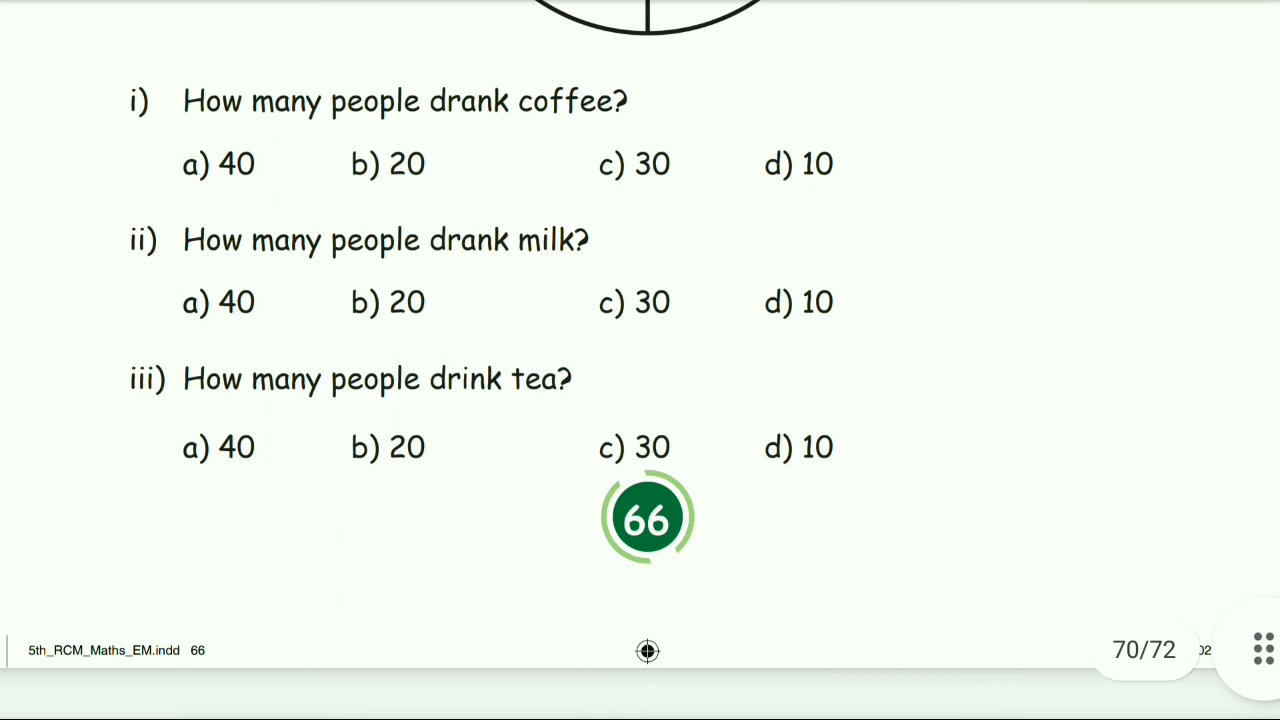 i) How many people drank coffee?
a) 40 b) 20 c) 30 d) 10
ii) How many people drank milk?
a) 40 b) 20 c) 30 d) 10
iii) How many people drink tea?
a) 40 b) 20 c) 30 d) 10
66
5th_RCM_Maths_EM.indd 66
70/72
02